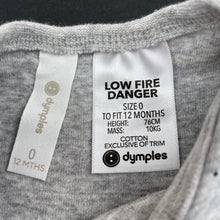 dymples
0
12 MTHS
LOW FIRE
DANGER
SIZE 0
TO FIT 12 MONTHS
HEIGHT: 76CM
MASS: 10KG
COTTON
EXCLUSIVE OF TRIM
dymples